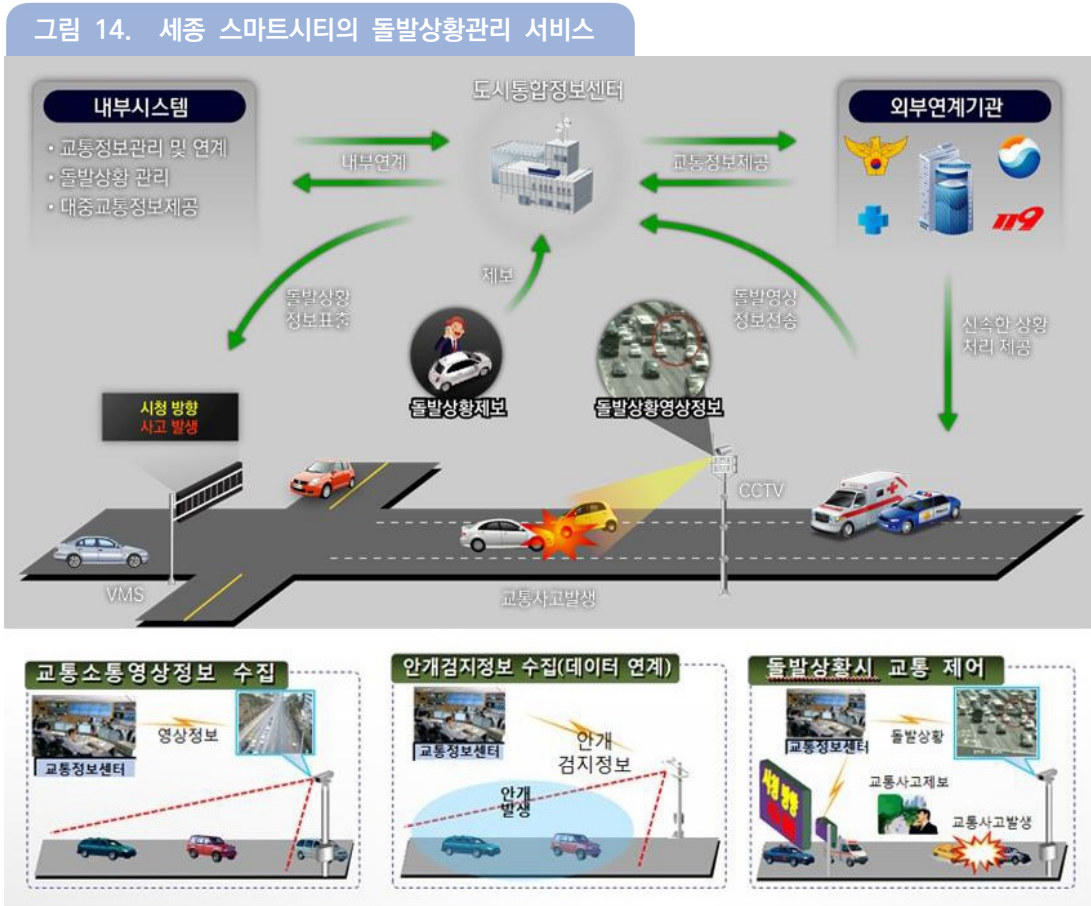 그림 14. 세종 스마트시티의 돌발상황관리 서비스
내부시스템
• 교통정보관리 및 연계
• 돌발상황 관리
• 대중교통정보제공
내부연계
도시통합정보센터
교통정보제공
외부연계기관
119
돌발상황
정보표출
제보
돌발상황제보
돌발영상
정보전송
돌발상황영상정보
신속한 상황
처리 제공
시청 방향
사고 발생
VMS
CCTV
교통사고발생
교통소통영상정보 수집
영상정보
교통정보센터
안개검지정보 수집(데이터 연계)
교통정보센터
안개
검지정보
안개
발생
돌발상황시 교통 제어
교통정보센터
돌발상황
시청 방향
교통사고제보
교통사고발생